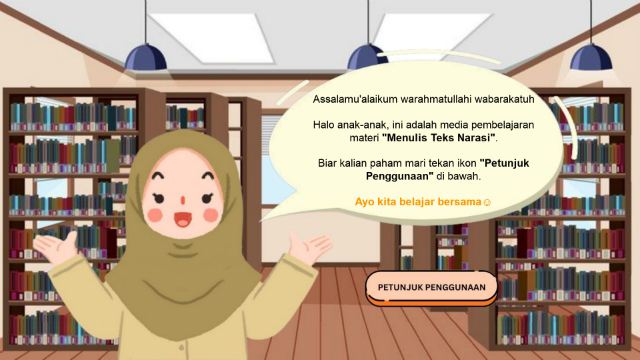 Assalamu'alaikum warahmatullahi wabarakatuh
Halo anak-anak, ini adalah media pembelajaran
materi "Menulis Teks Narasi".
Biar kalian paham mari tekan ikon "Petunjuk
Penggunaan" di bawah.
Ayo kita belajar bersama☺
PETUNJUK PENGGUNAAN